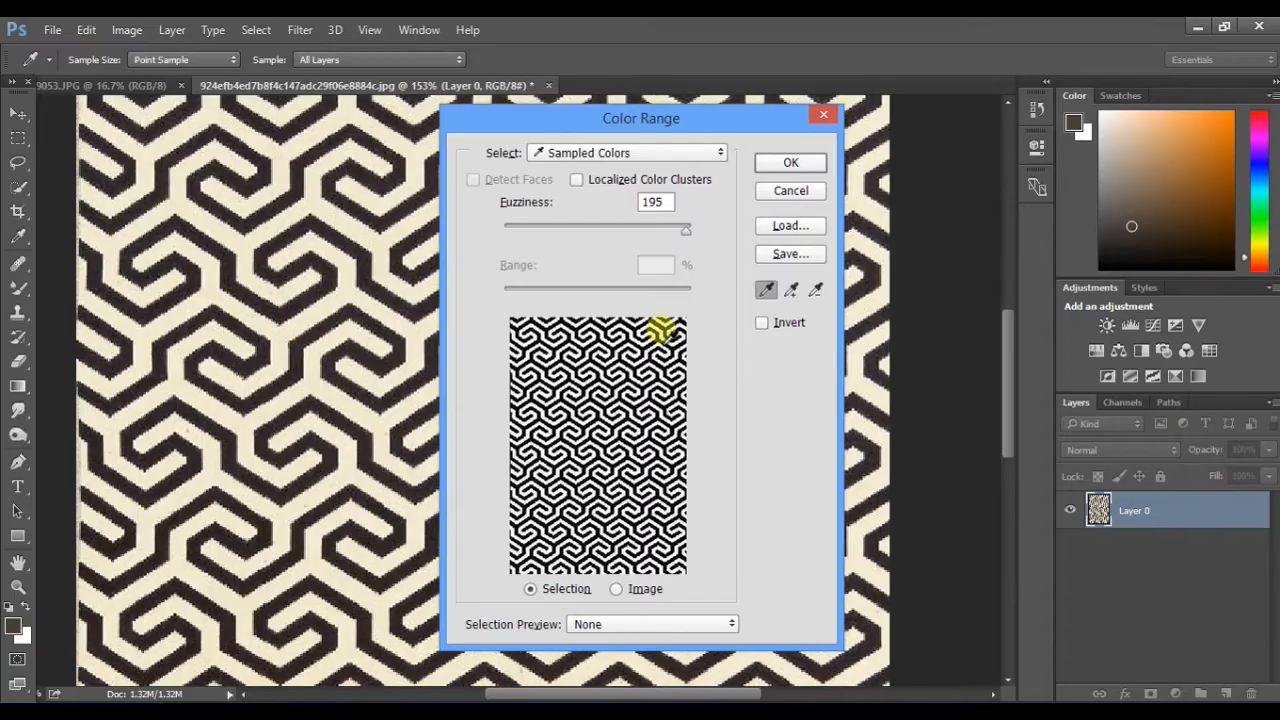 Ps File Edit Image Layer Type Select Filter 3D View Window Help
Sample Size: Point Sample Sample: All Layers Essentials
9053.JPG @ 16.7% (RGB/8) × 924efb4ed7b8f4c147adc29f06e8884c.jpg @ 153% (Layer 0, RGB/8#) * ×
Color Swatches
Color Range
Select: Sampled Colors
OK
Detect Faces Localized Color Clusters
Cancel
Fuzziness: 195
Load...
Save...
Range: %
Invert
Adjustments Styles
Add an adjustment
Layers Channels Paths
Kind
Normal Opacity: 100%
Lock: Fill: 100%
Layer 0
Selection Image
Selection Preview: None
Doc: 1.32M/1.32M